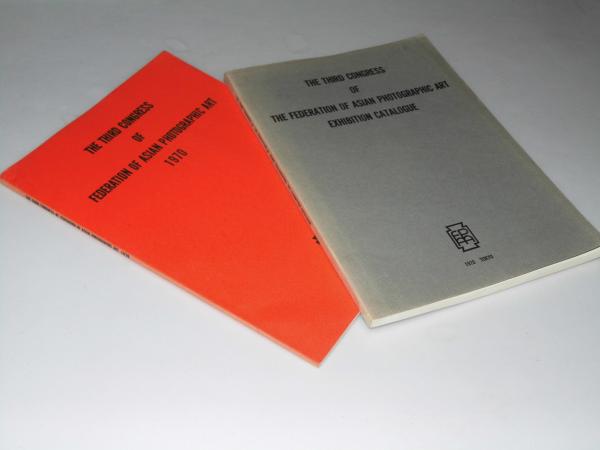 THE THIRD CONGRESS
OF
FEDERATION OF ASIAN PHOTOGRAPHIC ART
1970
THE THIRD CONGRESS
OF
THE FEDERATION OF ASIAN PHOTOGRAPHIC ART
EXHIBITION CATALOGUE
1970 TOKYO